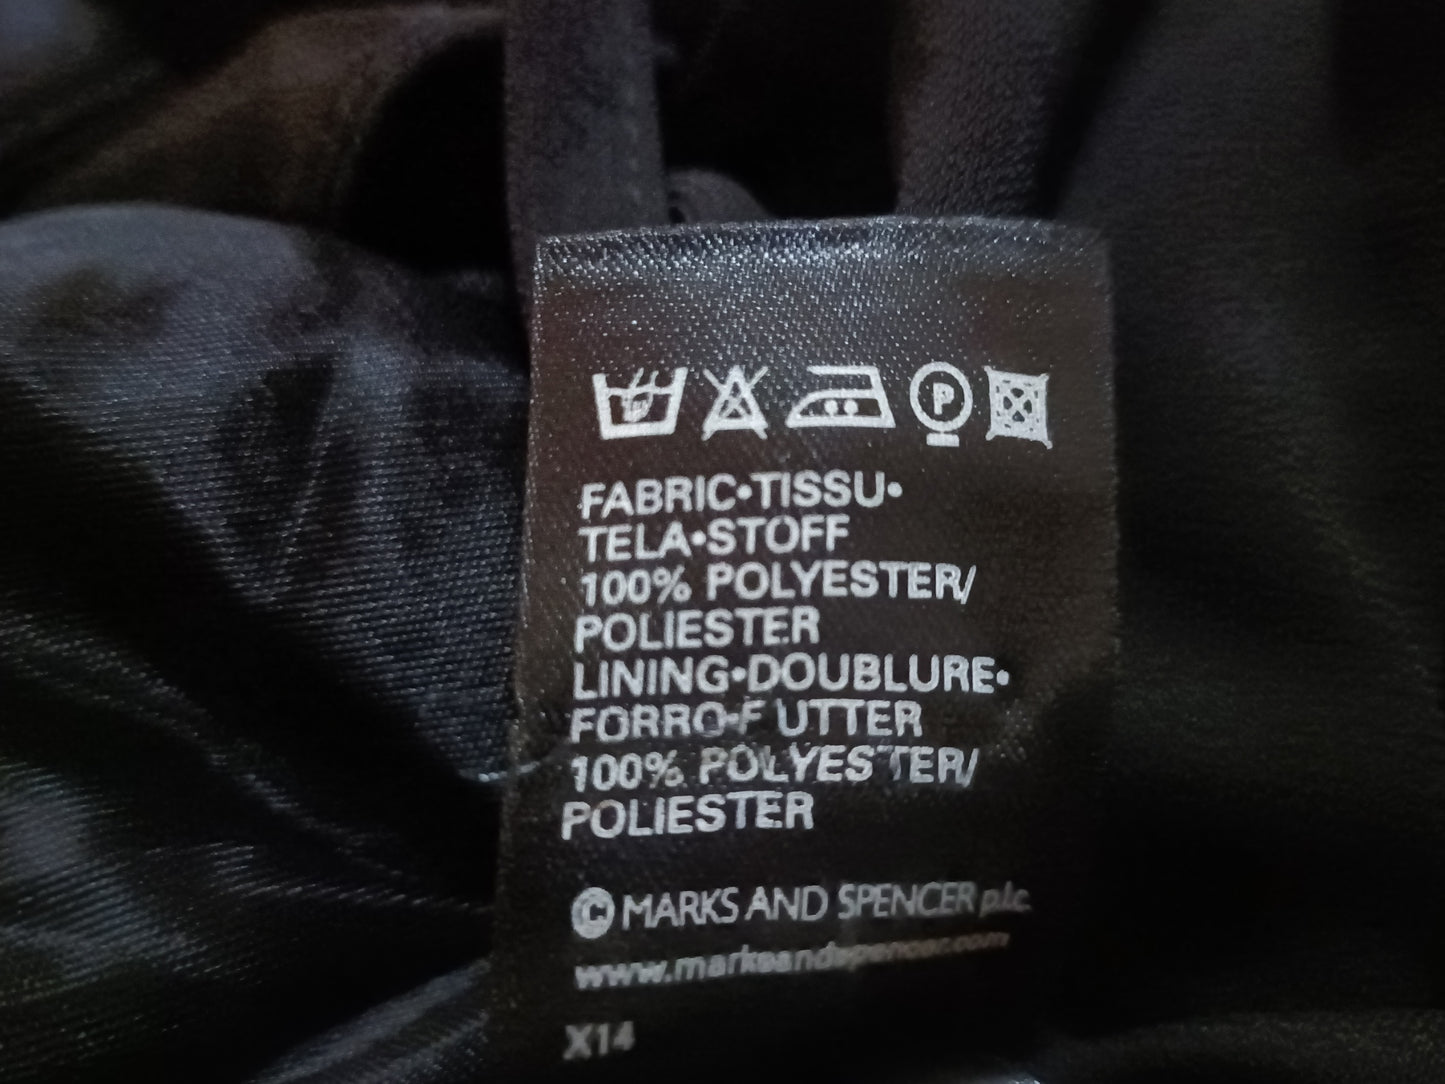 P
FABRIC•TISSU•
TELA•STOFF
100% POLYESTER/
POLIESTER
LINING•DOUBLURE•
FORRO•FUTTER
100% POLYESTER/
POLIESTER
© MARKS AND SPENCER p.l.c.
www.marksandspencer.com
X14